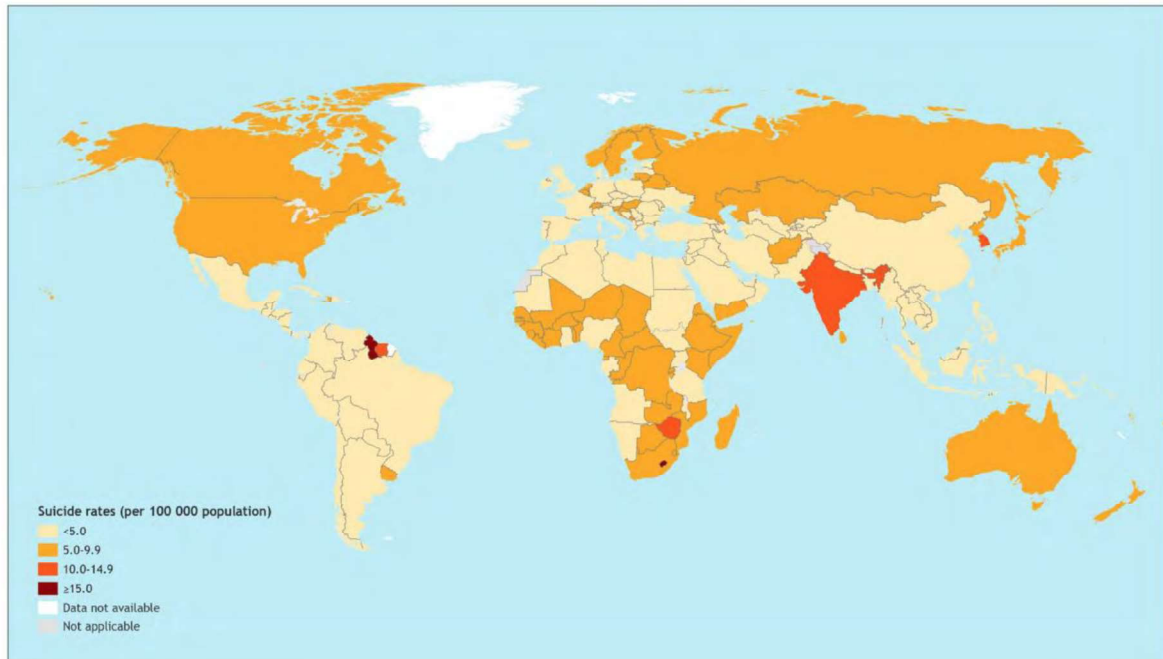 Suicide rates (per 100 000 population)
<5.0
5.0-9.9
10.0-14.9
≥15.0
Data not available
Not applicable